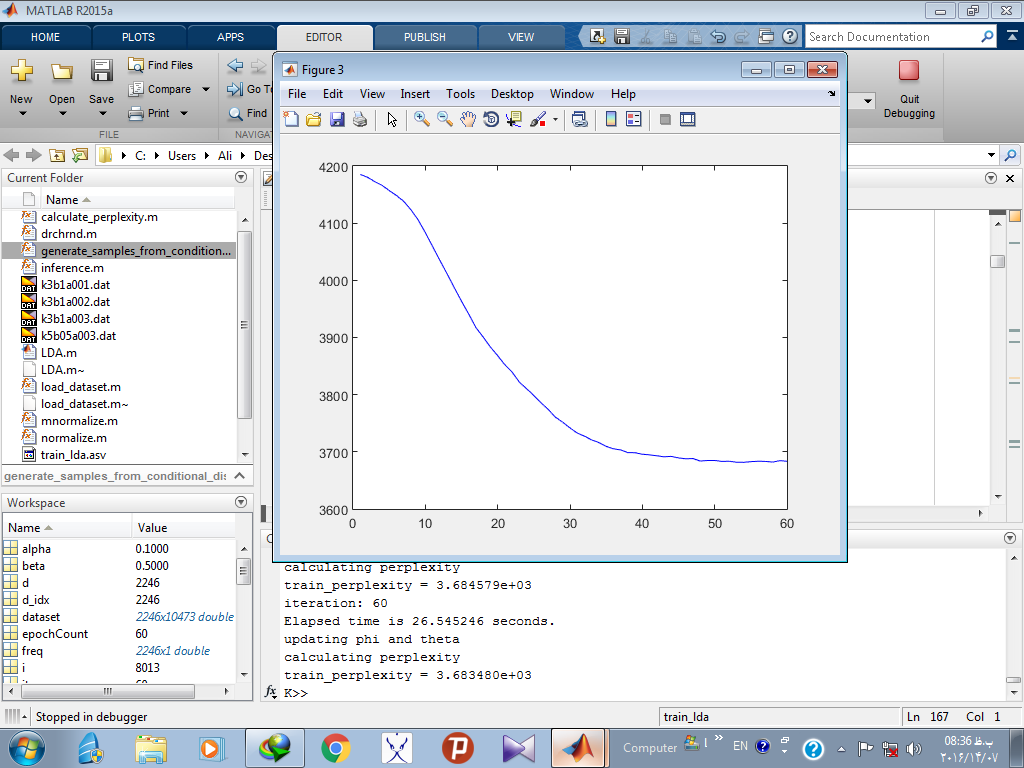 MATLAB R2015a
HOME PLOTS APPS EDITOR PUBLISH VIEW
Search Documentation
New Open Save
Find Files
Compare
Print
FILE
Go To
Find
NAVIGAT
Quit Debugging
C: Users Ali Des
Current Folder
Name
calculate_perplexity.m
drchrnd.m
generate_samples_from_condition...
inference.m
k3b1a001.dat
k3b1a002.dat
k3b1a003.dat
k5b05a003.dat
LDA.m
LDA.m~
load_dataset.m
load_dataset.m~
mnormalize.m
normalize.m
train_lda.asv
generate_samples_from_conditional_dis
Workspace
Name Value
alpha 0.1000
beta 0.5000
d 2246
d_idx 2246
dataset 2246x10473 double
epochCount 60
freq 2246x1 double
i 8013
Figure 3
File Edit View Insert Tools Desktop Window Help
4200
4100
4000
3900
3800
3700
3600
0 10 20 30 40 50 60
calculating perplexity
train_perplexity = 3.684579e+03
iteration: 60
Elapsed time is 26.545246 seconds.
updating phi and theta
calculating perplexity
train_perplexity = 3.683480e+03
fx K>>
Stopped in debugger
train_lda
Ln 167 Col 1
Computer
EN
08:36 ب.ظ
۲۰۱۶/۱۴/۰۷